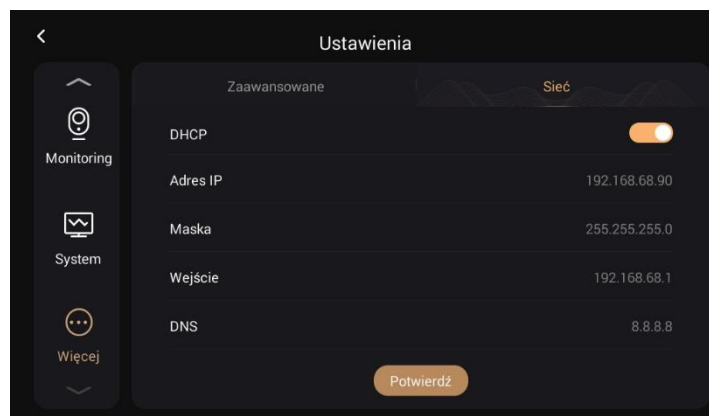 Ustawienia
Zaawansowane
Sieć
Monitoring
System
Więcej
DHCP
Adres IP 192.168.68.90
Maska 255.255.255.0
Wejście 192.168.68.1
DNS 8.8.8.8
Potwierdź